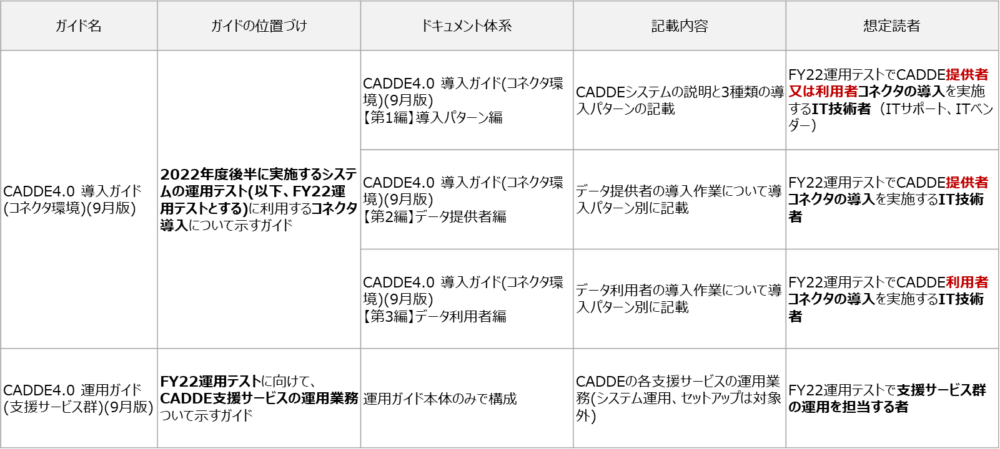 ガイド名
ガイドの位置づけ
ドキュメント体系
記載内容
想定読者
CADDE4.0 導入ガイド
(コネクタ環境)(9月版)
2022年度後半に実施するシステ
ムの運用テスト(以下、FY22運
用テストとする)に利用するコネクタ
導入について示すガイド
CADDE4.0 導入ガイド(コネクタ環
境)(9月版)
【第1編】導入パターン編
CADDEシステムの説明と3種類の導
入パターンの記載
FY22運用テストでCADDE提供者
又は利用者コネクタの導入を実施
するIT技術者（ITサポート、ITベン
ダー）
CADDE4.0 導入ガイド(コネクタ環
境)(9月版)
【第2編】データ提供者編
データ提供者の導入作業について導
入パターン別に記載
FY22運用テストでCADDE提供者
コネクタの導入を実施するIT技術
者
CADDE4.0 導入ガイド(コネクタ環
境)(9月版)
【第3編】データ利用者編
データ利用者の導入作業について導
入パターン別に記載
FY22運用テストでCADDE利用者
コネクタの導入を実施するIT技術
者
CADDE4.0 運用ガイド
(支援サービス群)(9月版)
FY22運用テストに向けて、
CADDE支援サービスの運用業務
ついて示すガイド
運用ガイド本体のみで構成
CADDEの各支援サービスの運用業
務(システム運用、セットアップは対象
外)
FY22運用テストで支援サービス群
の運用を担当する者